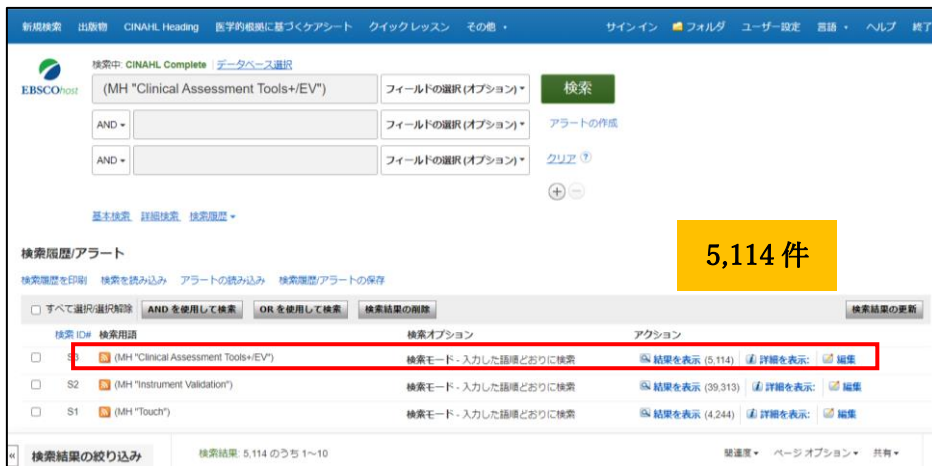 新規検索 出版物 CINAHL Heading 医学的根拠に基づくケアシート クイック レッスン その他 サインイン フォルダ ユーザー設定 言語 ヘルプ 終了
検索中: CINAHL Complete データベース選択
EBSCOhost
(MH "Clinical Assessment Tools+/EV") フィールドの選択 (オプション) 検索
AND フィールドの選択 (オプション) アラートの作成
AND フィールドの選択 (オプション) クリア ?
基本検索 詳細検索 検索履歴
5,114 件
検索履歴/アラート
検索履歴を印刷 検索を読み込み アラートの読み込み 検索履歴/アラートの保存
すべて選択/選択解除 AND を使用して検索 OR を使用して検索 検索結果の削除 検索結果の更新
検索 ID# 検索用語 検索オプション アクション
S3 (MH "Clinical Assessment Tools+/EV") 検索モード - 入力した語順どおりに検索 結果を表示 (5,114) 詳細を表示: 編集
S2 (MH "Instrument Validation") 検索モード - 入力した語順どおりに検索 結果を表示 (39,313) 詳細を表示: 編集
S1 (MH "Touch") 検索モード - 入力した語順どおりに検索 結果を表示 (4,244) 詳細を表示: 編集
« 検索結果の絞り込み 検索結果: 5,114 のうち 1~10 関連度 ページ オプション 共有